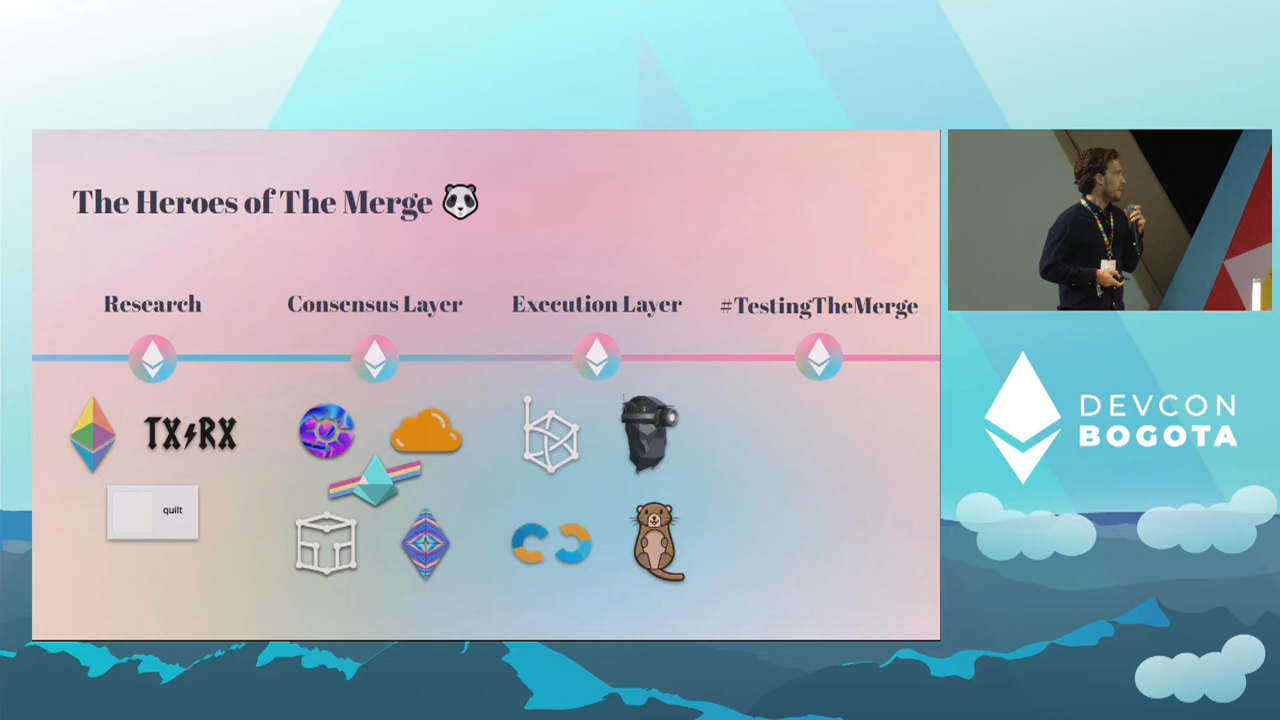 The Heroes of The Merge
Research
Consensus Layer
Execution Layer
#TestingTheMerge
TX RX
quilt
DEVCON
BOGOTA